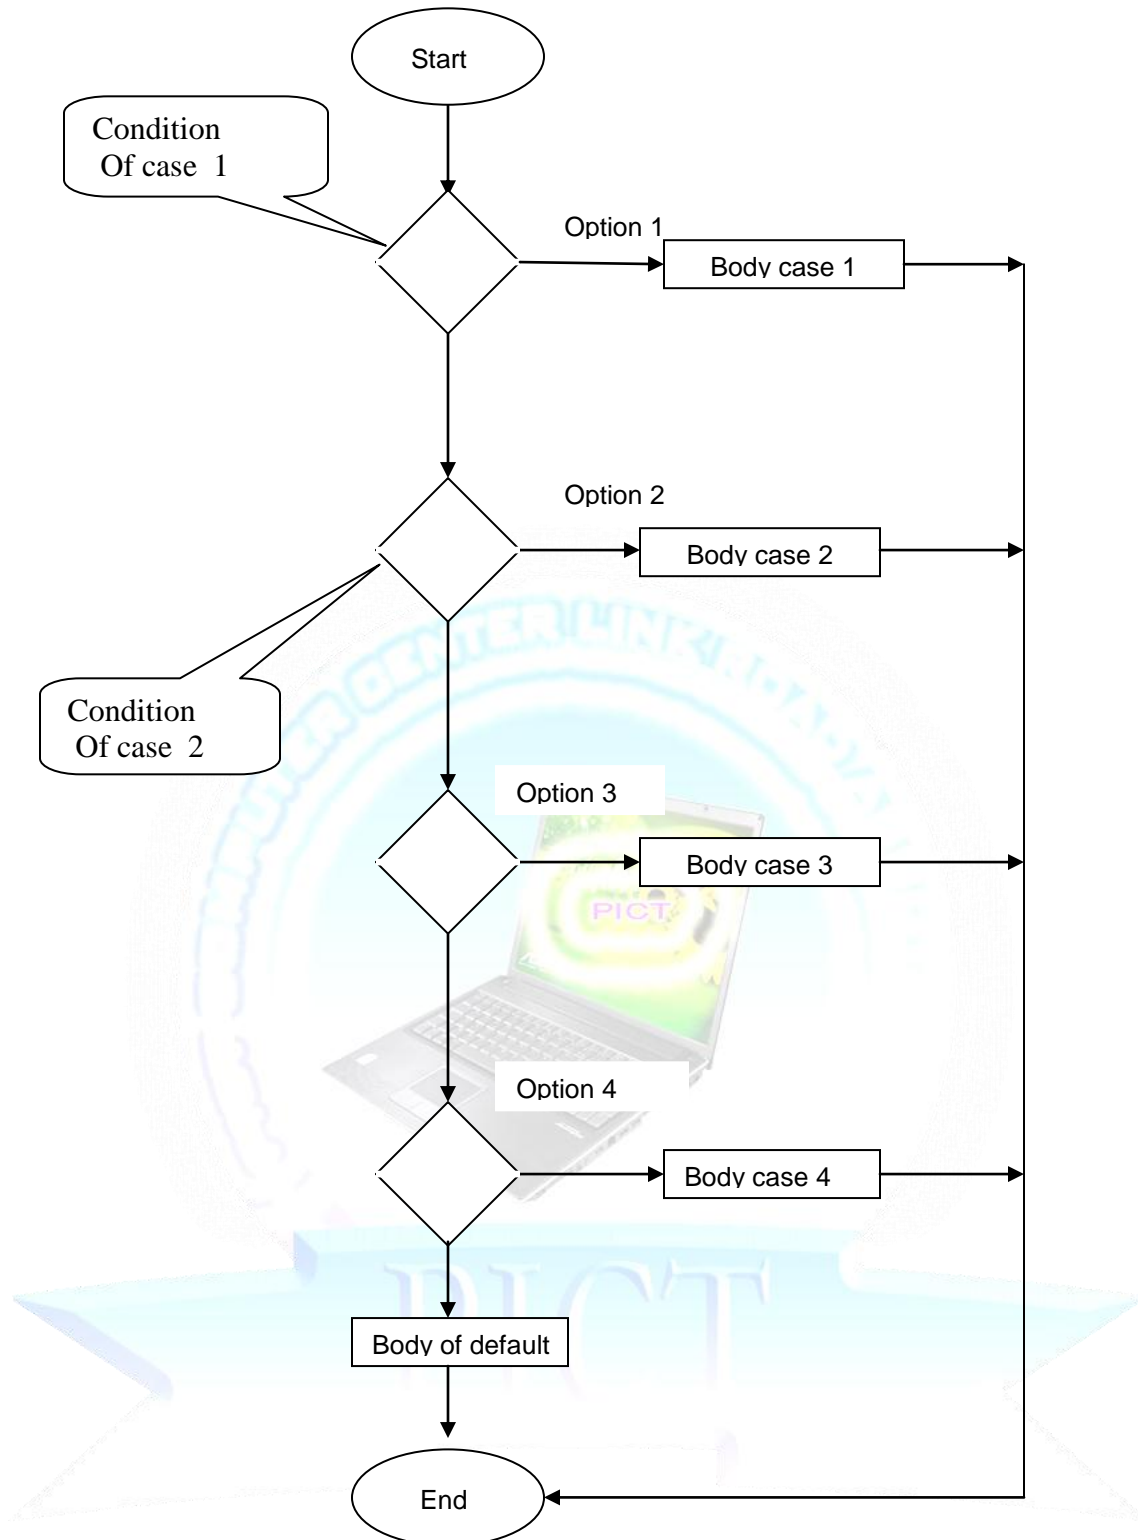 Start
Condition
Of case 1
Option 1
Body case 1
Option 2
Body case 2
Condition
Of case 2
Option 3
Body case 3
PICT
Option 4
Body case 4
PICT
Body of default
End